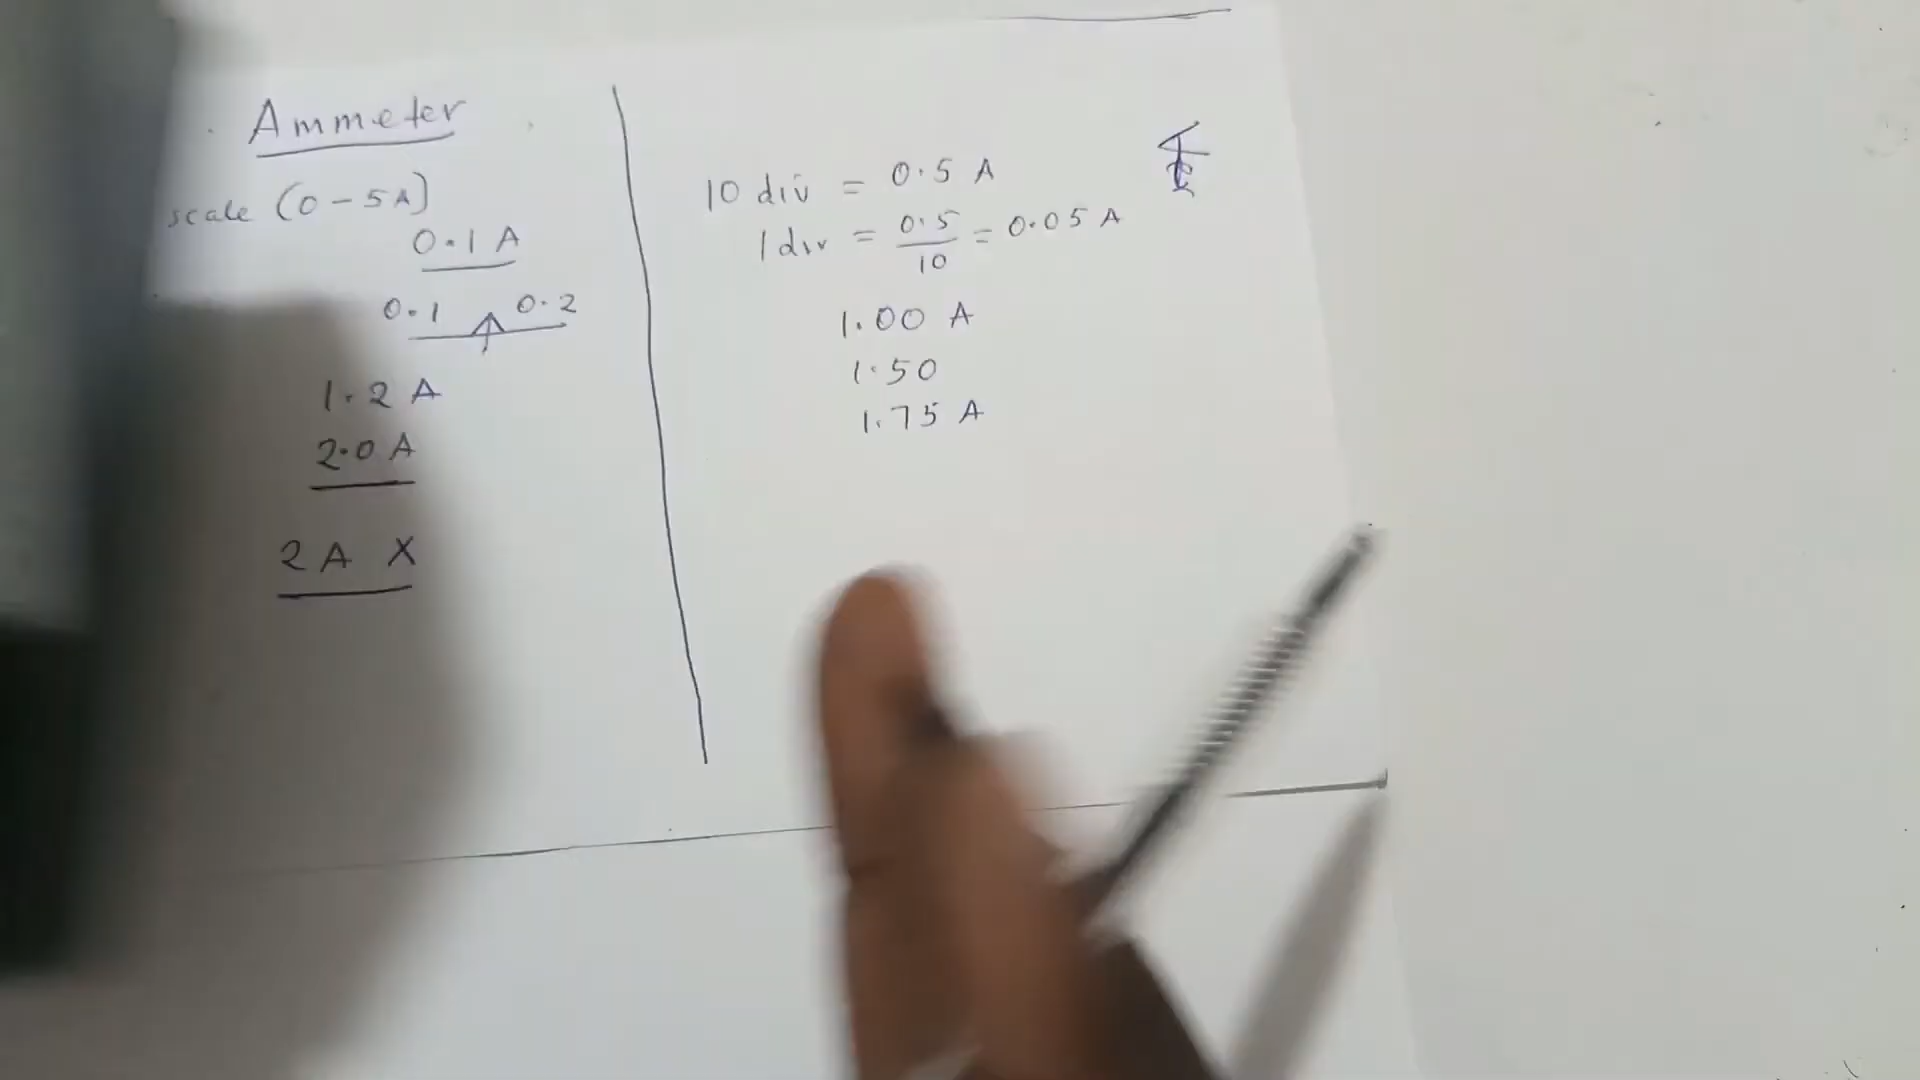 Ammeter
scale (0 - 5A)
0.1 A
0.1 0.2
1.2 A
2.0 A
2 A X
10 div = 0.5 A
1 div = 0.5/10 = 0.05 A
1.00 A
1.50
1.75 A